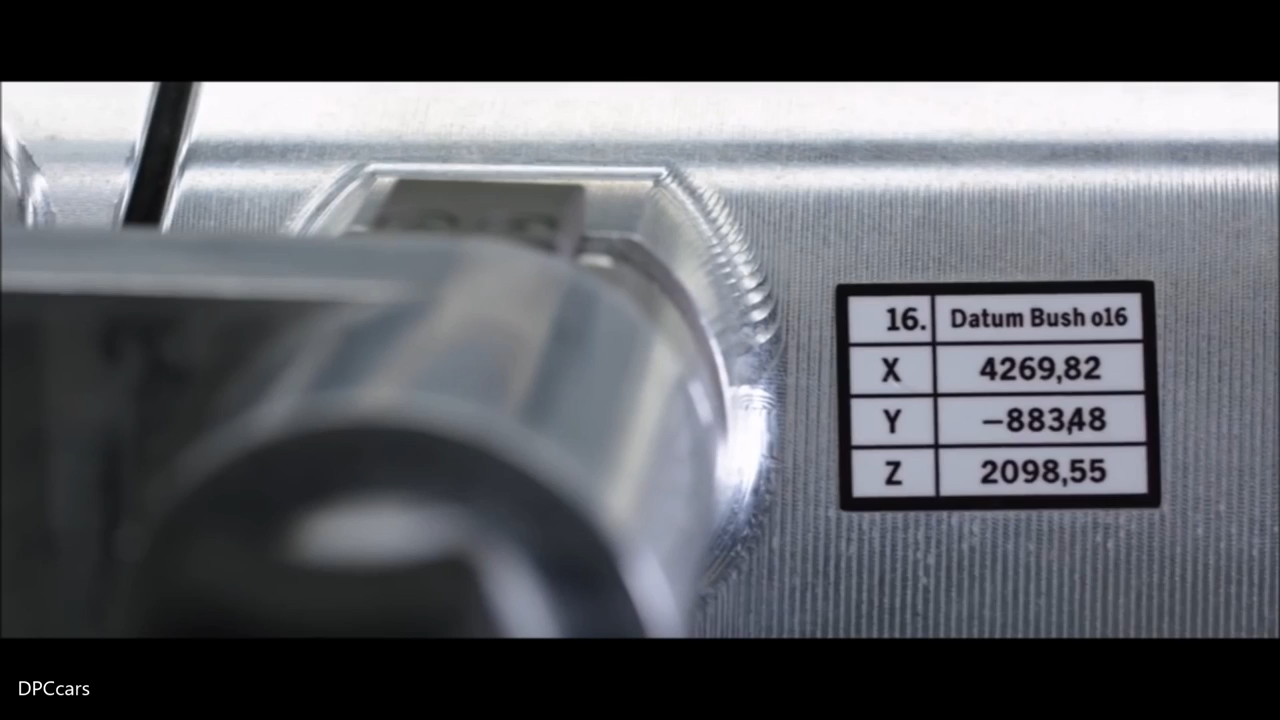 16. Datum Bush o16
X 4269,82
Y −883,48
Z 2098,55
DPCcars